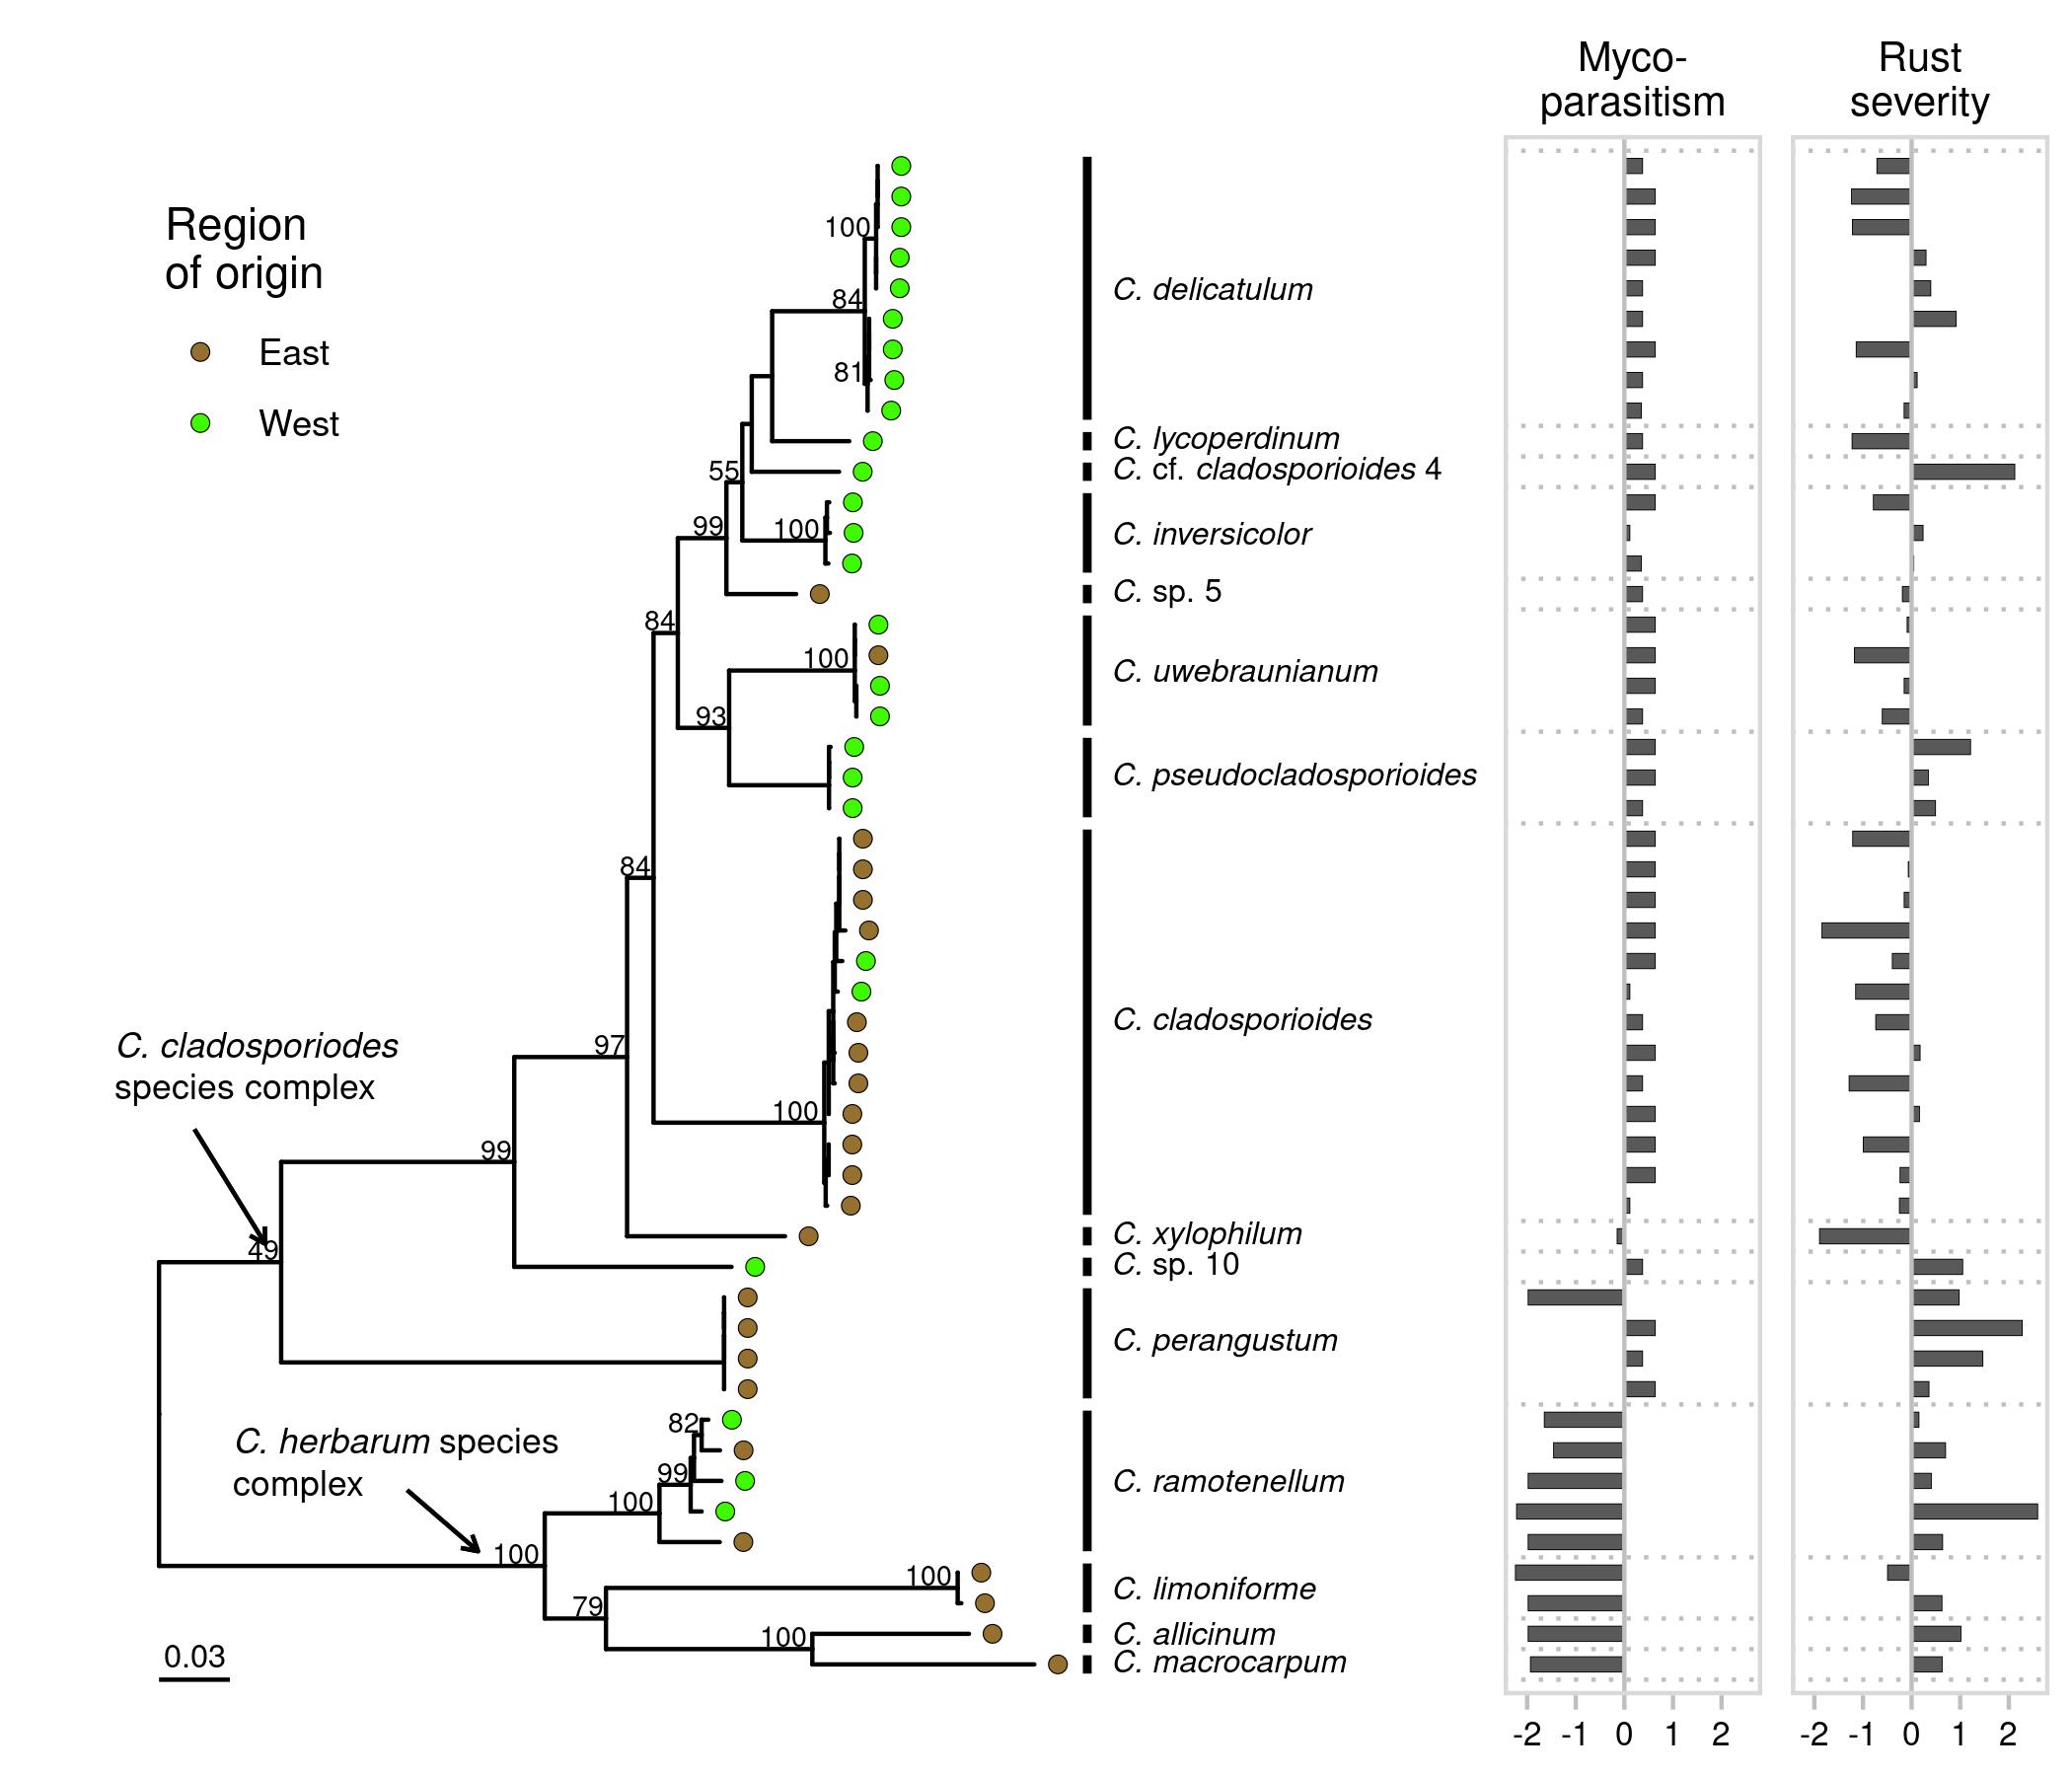 Myco-
parasitism
Rust
severity
Region
of origin
East
West
100
84
81
55
99
100
84
100
93
84
97
100
99
49
82
99
100
100
100
79
100
C. delicatulum
C. lycoperdinum
C. cf. cladosporioides 4
C. inversicolor
C. sp. 5
C. uwebraunianum
C. pseudocladosporioides
C. cladosporioides
C. xylophilum
C. sp. 10
C. perangustum
C. ramotenellum
C. limoniforme
C. allicinum
C. macrocarpum
C. cladosporiodes
species complex
C. herbarum species
complex
0.03
-2 -1 0 1 2
-2 -1 0 1 2